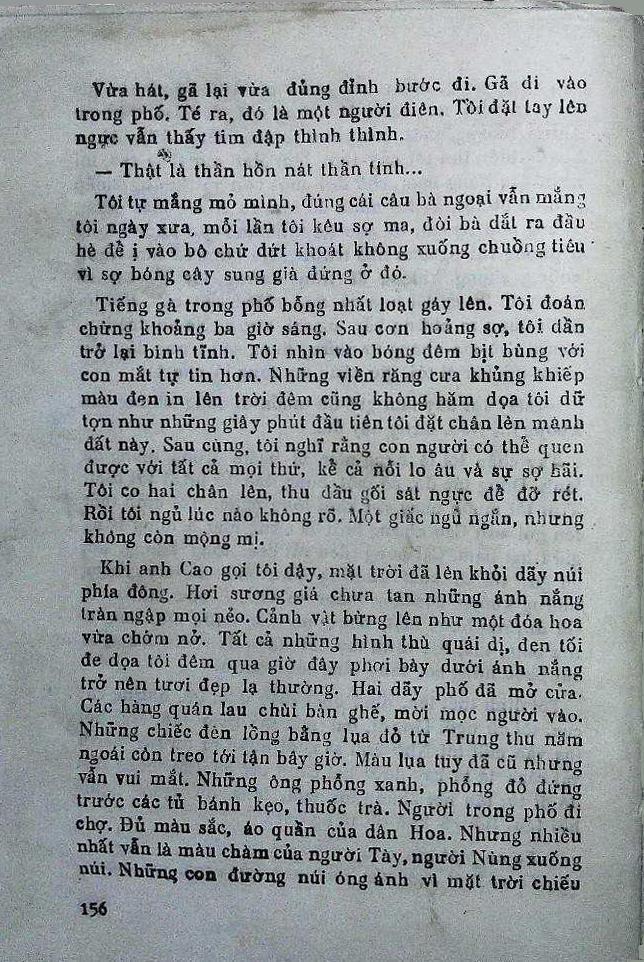 Vừa hát, gã lại vừa đủng đỉnh bước đi. Gã đi vào
trong phố. Té ra, đó là một người điên. Tôi đặt tay lên
ngực vẫn thấy tim đập thình thình.
— Thật là thần hồn nát thần tính...
Tôi tự mắng mỏ mình, đúng cái câu bà ngoại vẫn mắng
tôi ngày xưa, mỗi lần tôi kêu sợ ma, đòi bà dắt ra đầu
hè để ị vào bô chứ dứt khoát không xuống chuồng tiêu
vì sợ bóng cây sung già đứng ở đó.
Tiếng gà trong phố bỗng nhất loạt gáy lên. Tôi đoán
chừng khoảng ba giờ sáng. Sau cơn hoảng sợ, tôi dần
trở lại bình tĩnh. Tôi nhìn vào bóng đêm bịt bùng với
con mắt tự tin hơn. Những viền răng cưa khủng khiếp
màu đen in lên trời đêm cũng không hăm dọa tôi dữ
tợn như những giây phút đầu tiên tôi đặt chân lên mảnh
đất này. Sau cùng, tôi nghĩ rằng con người có thể quen
được với tất cả mọi thứ, kể cả nỗi lo âu và sự sợ hãi.
Tôi co hai chân lên, thu đầu gối sát ngực để đỡ rét.
Rồi tôi ngủ lúc nào không rõ. Một giấc ngủ ngắn, nhưng
không còn mộng mị.
Khi anh Cao gọi tôi dậy, mặt trời đã lên khỏi dãy núi
phía đông. Hơi sương giá chưa tan những ánh nắng
tràn ngập mọi nẻo. Cảnh vật bừng lên như một đóa hoa
vừa chớm nở. Tất cả những hình thù quái dị, đen tối
đe dọa tôi đêm qua giờ đây phơi bày dưới ánh nắng
trở nên tươi đẹp lạ thường. Hai dãy phố đã mở cửa.
Các hàng quán lau chùi bàn ghế, mời mọc người vào.
Những chiếc đèn lồng bằng lụa đỏ từ Trung thu năm
ngoái còn treo tới tận bây giờ. Màu lụa tuy đã cũ nhưng
vẫn vui mắt. Những ông phỗng xanh, phỗng đỏ đứng
trước các tủ bánh kẹo, thuốc trà. Người trong phố đi
chợ. Đủ màu sắc, áo quần của dân Hoa. Nhưng nhiều
nhất vẫn là màu chàm của người Tày, người Nùng xuống
núi. Những con đường núi óng ánh vì mặt trời chiếu
156